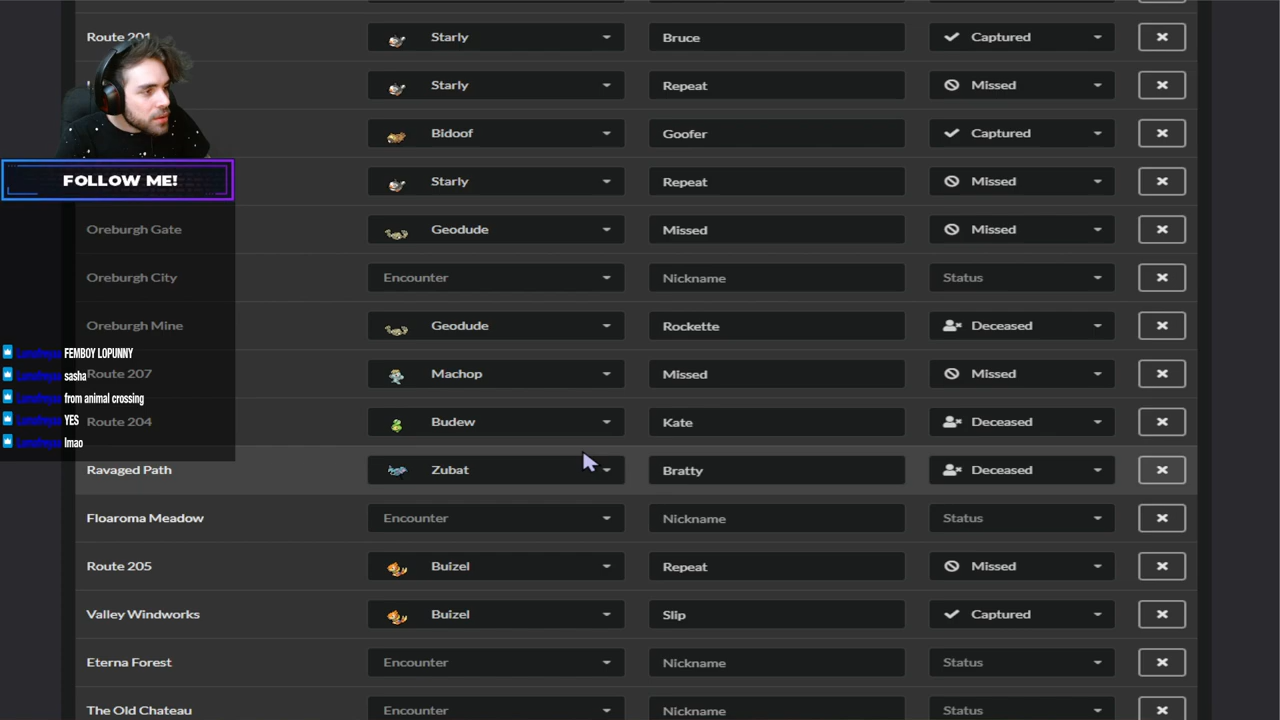 Route 201 Starly Bruce Captured
Starly Repeat Missed
Bidoof Goofer Captured
FOLLOW ME!
Starly Repeat Missed
Oreburgh Gate Geodude Missed Missed
Oreburgh City Encounter Nickname Status
Oreburgh Mine Geodude Rockette Deceased
FEMBOY LOPUNNY
Route 207 Machop Missed Missed
sasha
from animal crossing
Route 204 Budew Kate Deceased
YES
lmao
Ravaged Path Zubat Bratty Deceased
Floaroma Meadow Encounter Nickname Status
Route 205 Buizel Repeat Missed
Valley Windworks Buizel Slip Captured
Eterna Forest Encounter Nickname Status
The Old Chateau Encounter Nickname Status